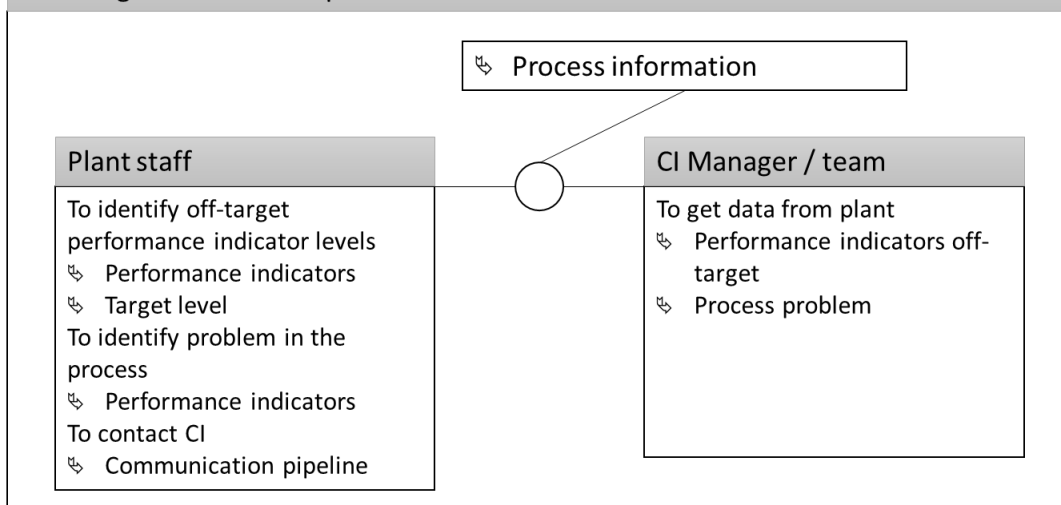 Process information
Plant staff
To identify off-target
performance indicator levels
Performance indicators
Target level
To identify problem in the
process
Performance indicators
To contact CI
Communication pipeline
CI Manager / team
To get data from plant
Performance indicators off-
target
Process problem